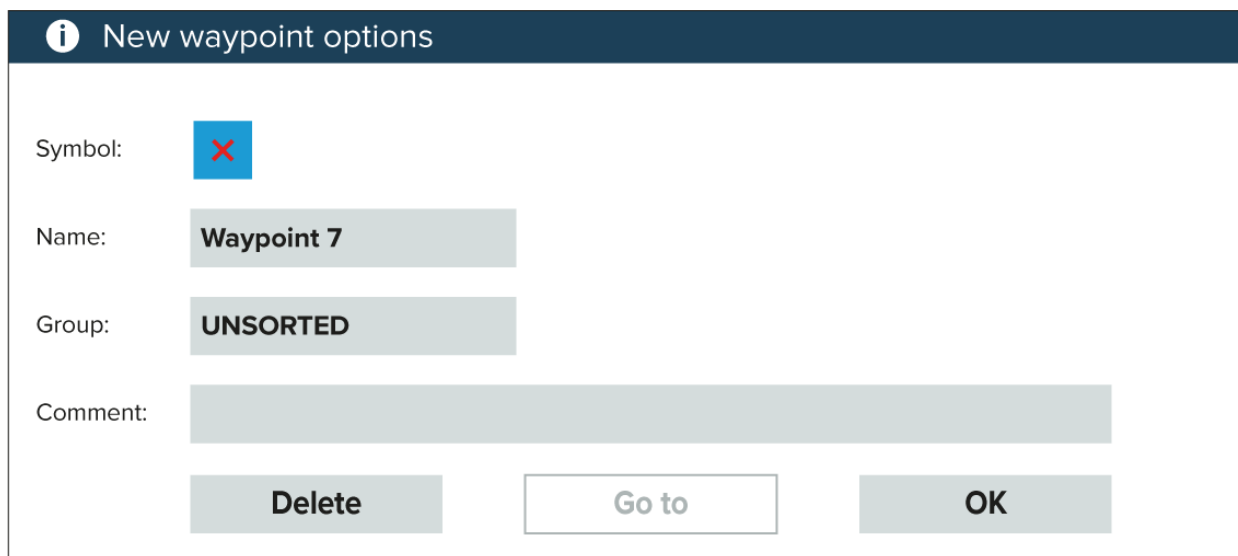 New waypoint options
Symbol:
Name: Waypoint 7
Group: UNSORTED
Comment:
Delete Go to OK